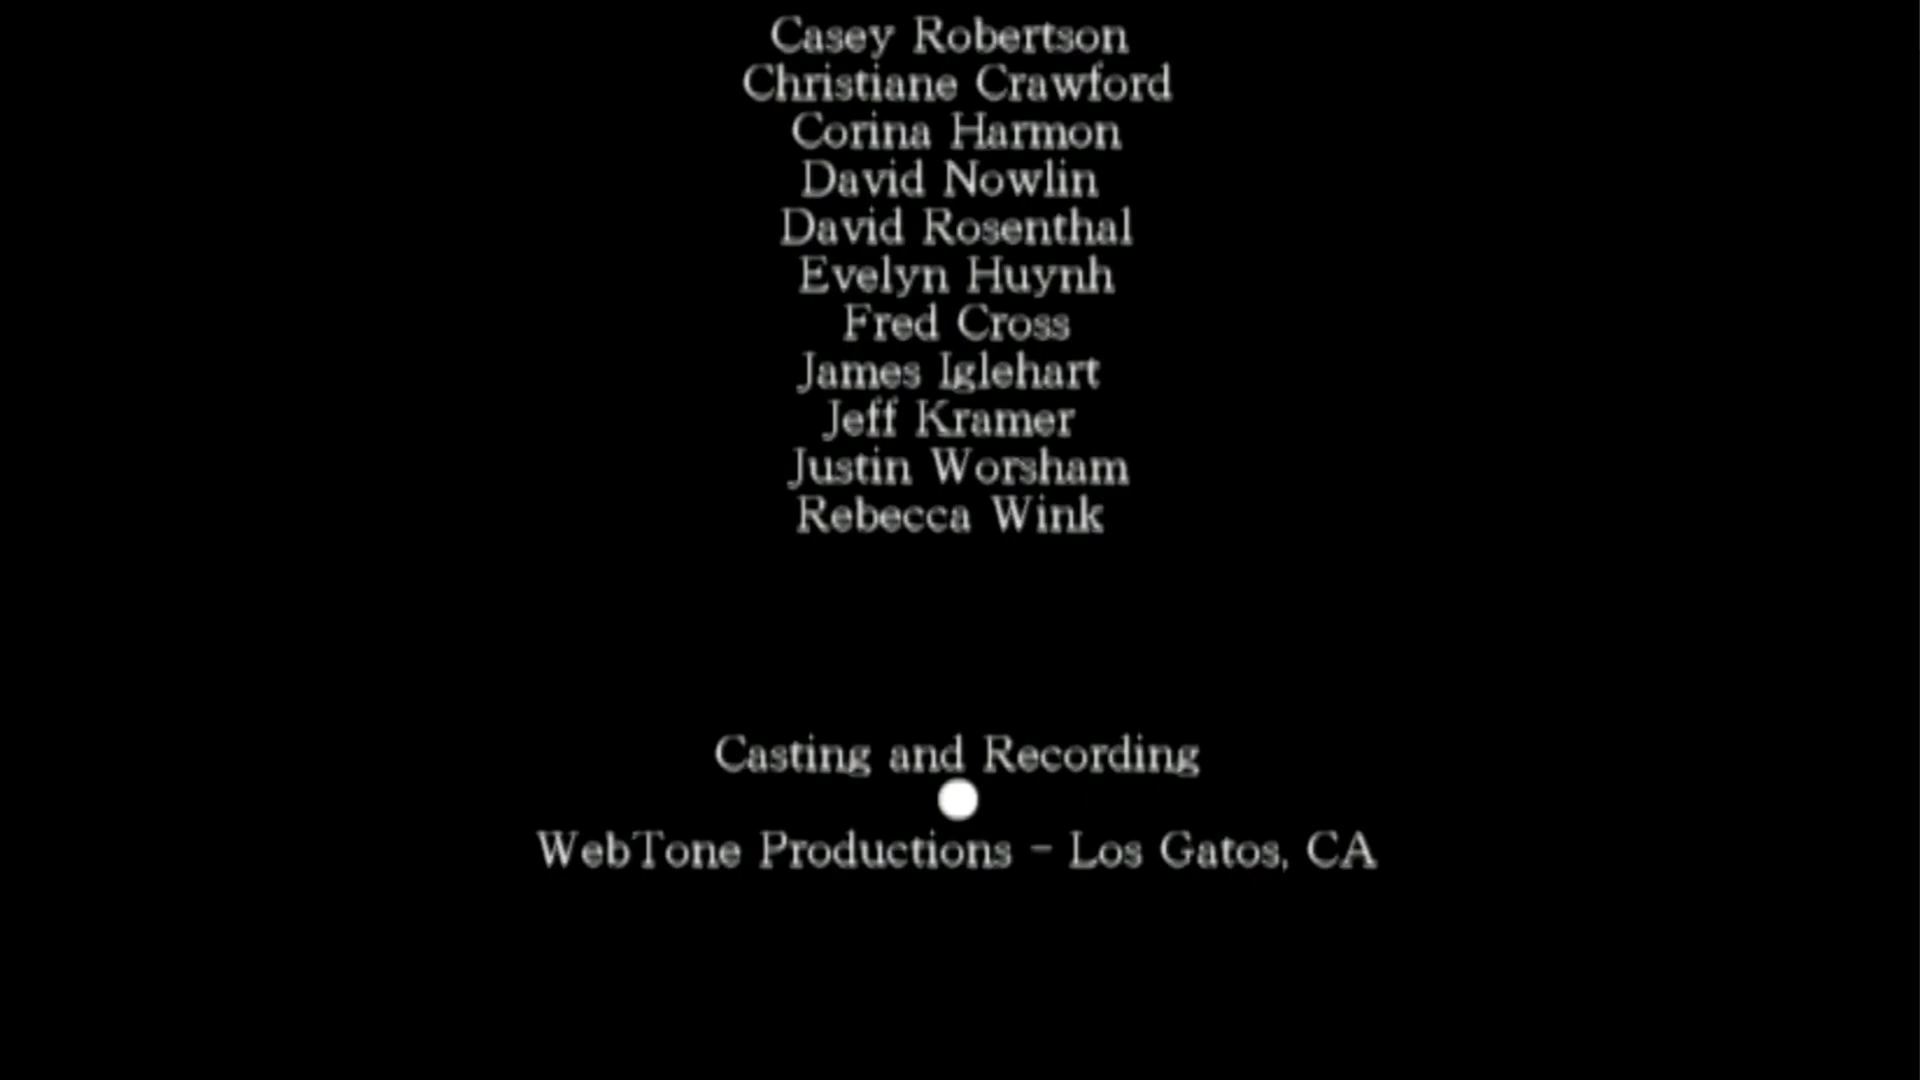 Casey Robertson
Christiane Crawford
Corina Harmon
David Nowlin
David Rosenthal
Evelyn Huynh
Fred Cross
James Iglehart
Jeff Kramer
Justin Worsham
Rebecca Wink
Casting and Recording
WebTone Productions - Los Gatos, CA